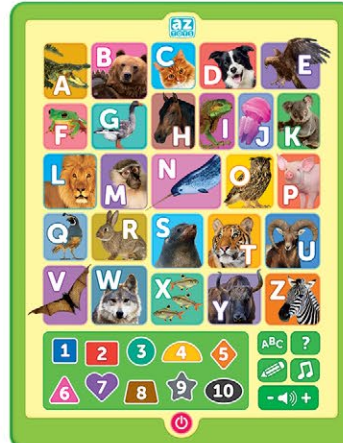 az
A B C D E
F G H I J K
L M N O P
Q R S T U
V W X Y Z
1 2 3 4 5 ABC ?
6 7 8 9 10
- +